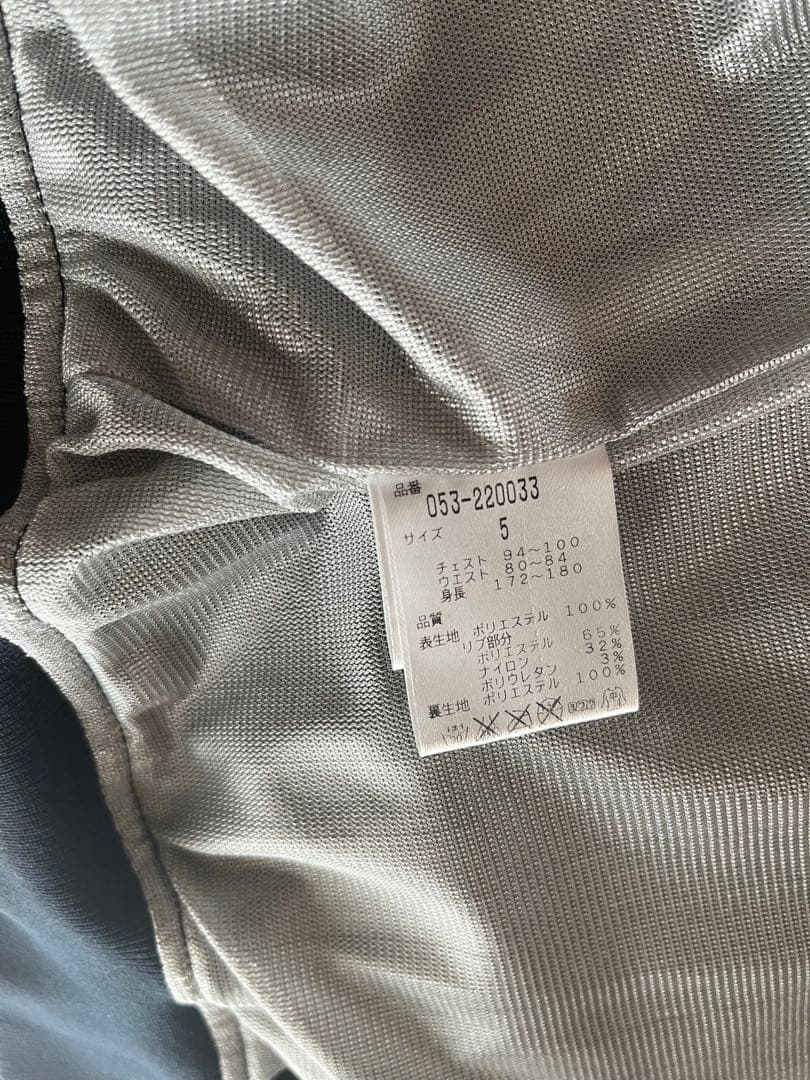 品番 053-220033
サイズ 5
チェスト 94～100
ウエスト 80～84
身長 172～180
品質
表生地 ポリエステル 100%
リブ部分
ポリエステル 65%
ナイロン 32%
ポリウレタン 3%
裏生地 ポリエステル 100%